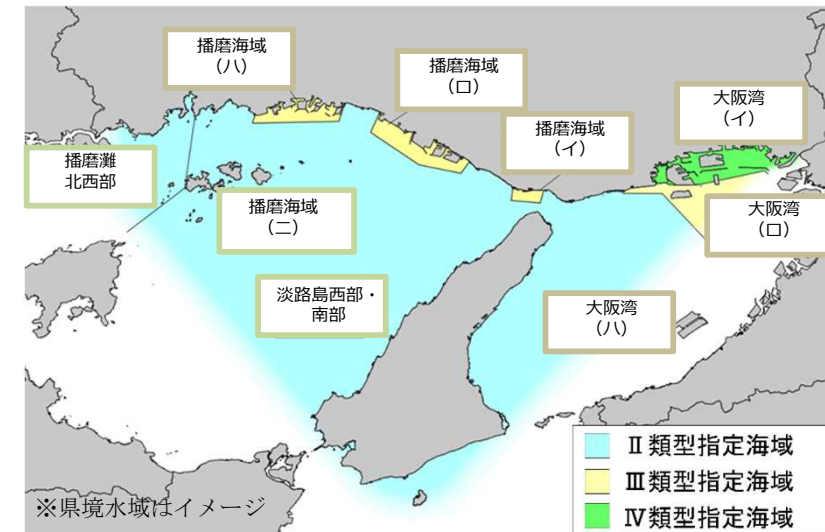 播磨海域
（ハ）
播磨海域
（ロ）
大阪湾
（イ）
播磨海域
（イ）
播磨灘
北西部
播磨海域
（ニ）
大阪湾
（ロ）
淡路島西部・
南部
大阪湾
（ハ）
Ⅱ類型指定海域
Ⅲ類型指定海域
Ⅳ類型指定海域
※県境水域はイメージ